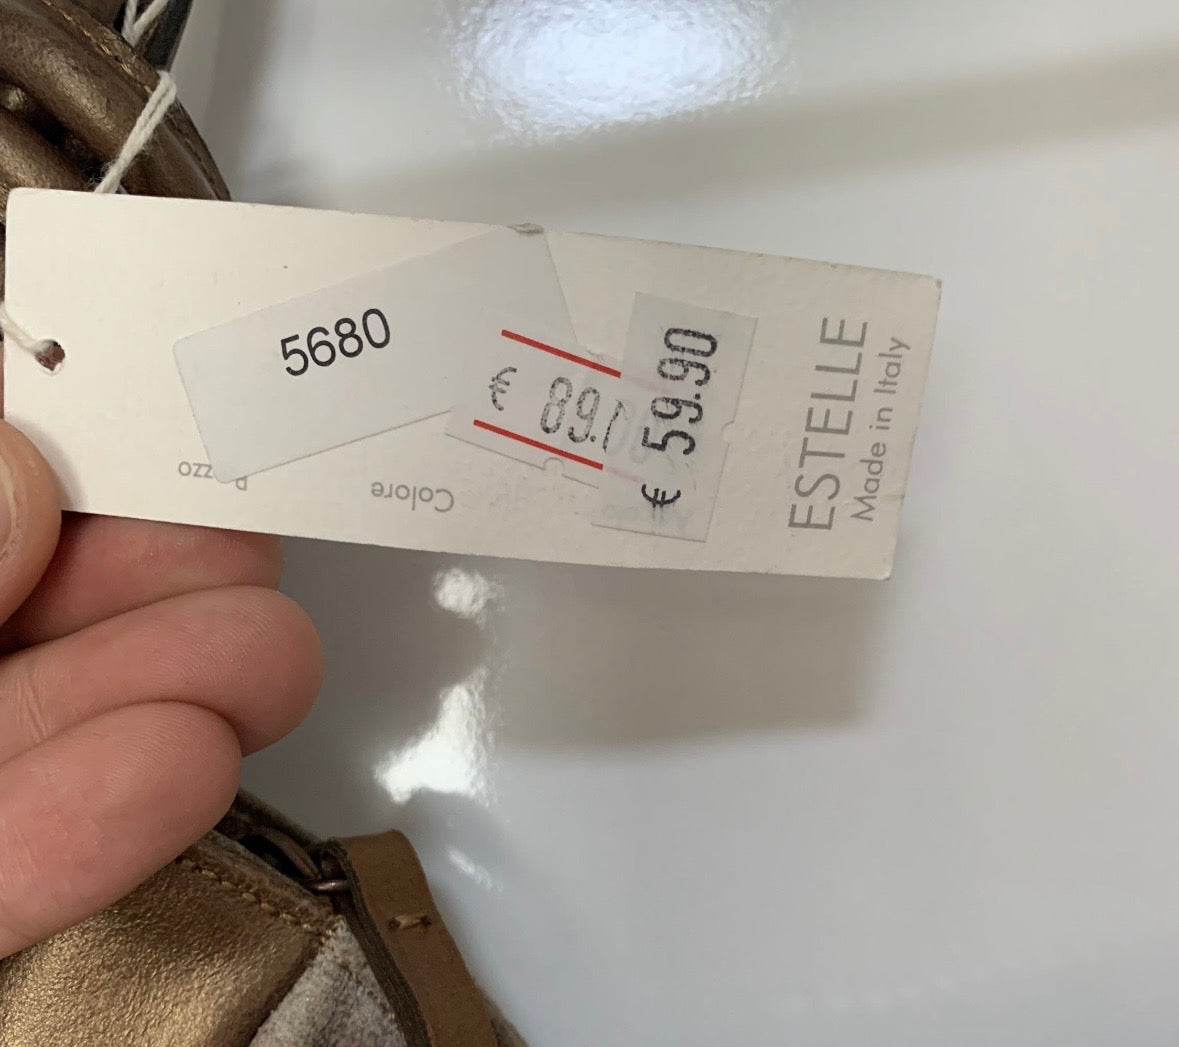 5680
€ 89.
€ 59.90
ESTELLE
Made in Italy
Colore